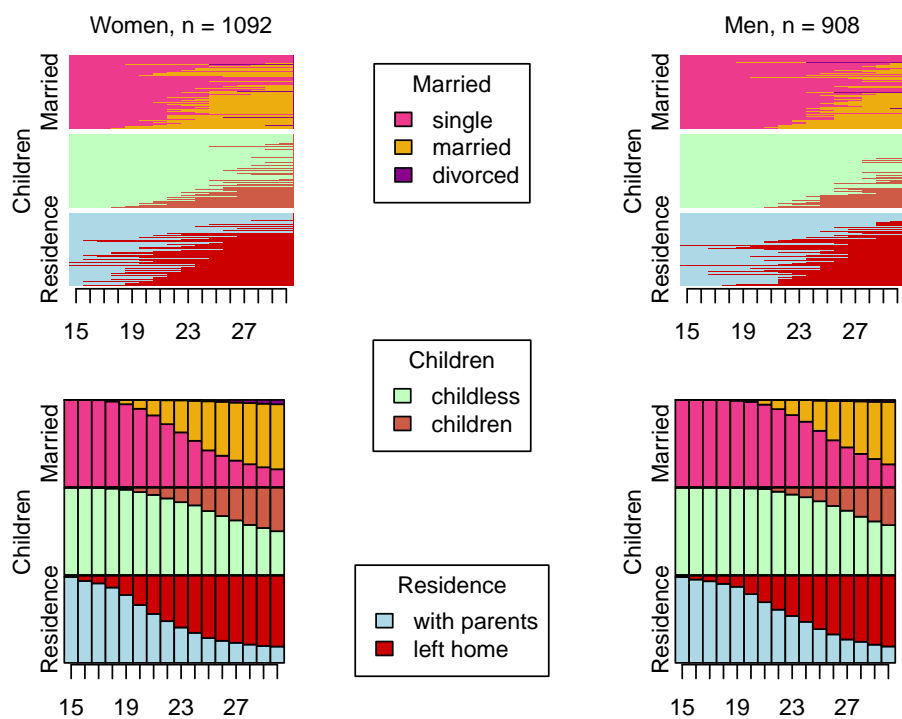 Women, n = 1092
Married
Children
Residence
15 19 23 27
Married
single
married
divorced
Men, n = 908
Married
Children
Residence
15 19 23 27
Children
childless
children
Married
Children
Residence
15 19 23 27
Residence
with parents
left home
Married
Children
Residence
15 19 23 27